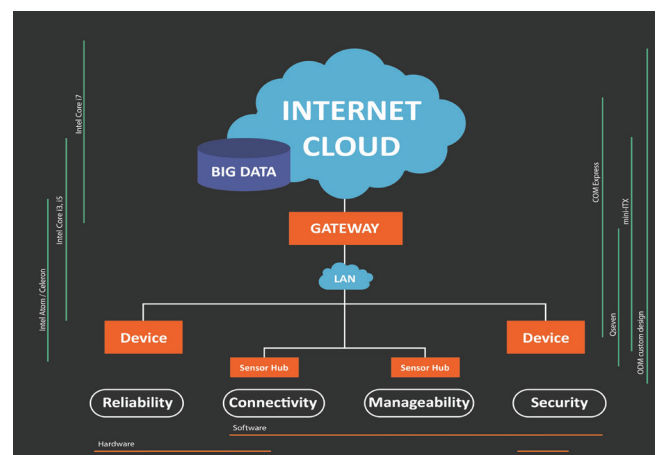 INTERNET
CLOUD
BIG DATA
GATEWAY
LAN
Device
Device
Sensor Hub
Sensor Hub
Reliability
Connectivity
Manageability
Security
Software
Hardware
Intel Core i7
Intel Core i3, i5
Intel Atom / Celeron
COM Express
mini-ITX
Qseven
ODM custom design